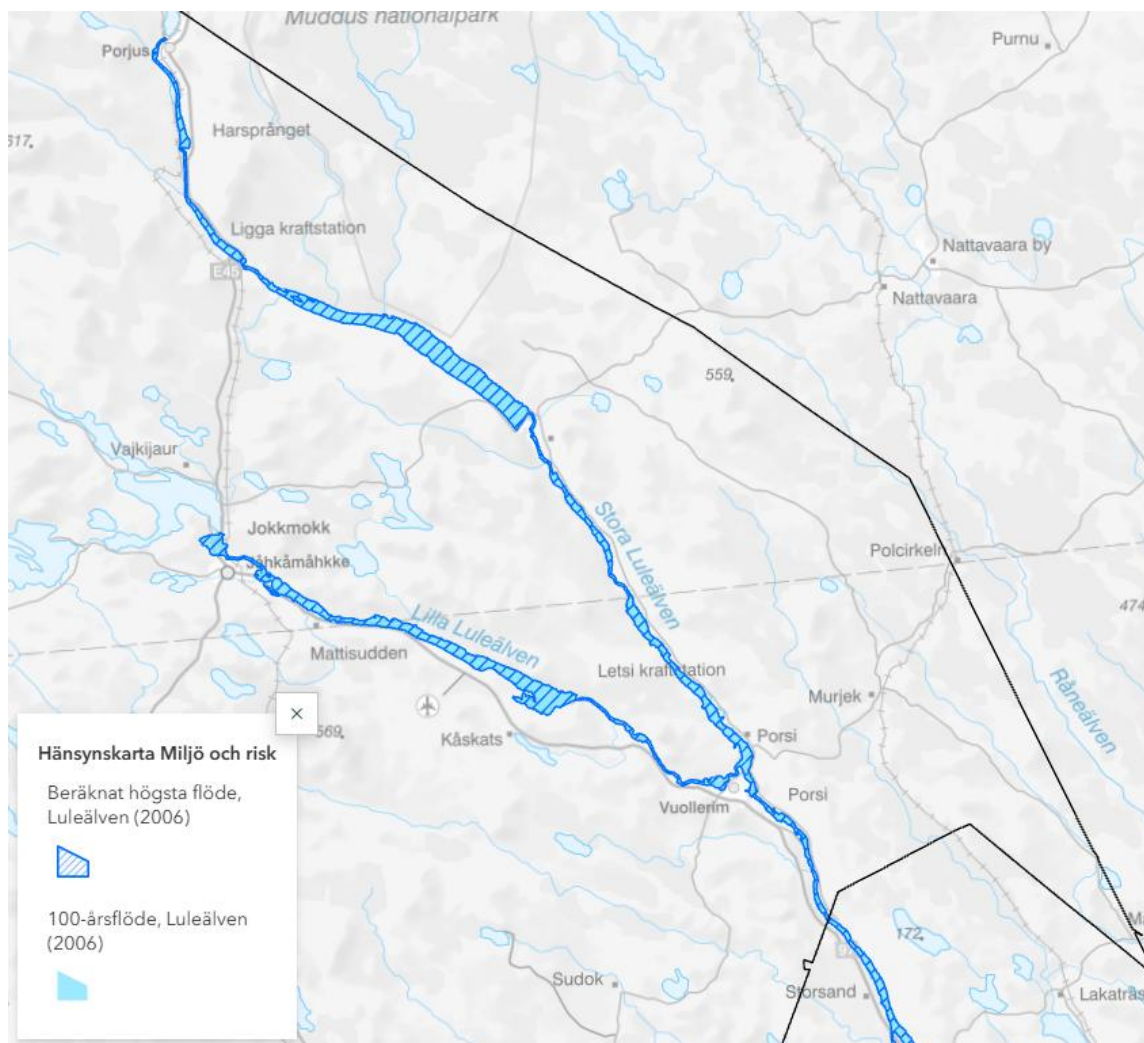 Muddus nationalpark
Porjus
Purnu
Harsprånget
617
Ligga kraftstation
E45
Nattavaara by
Nattavaara
559
Vajkijaur
Stora Luleälven
Jokkmokk
Jåhkåmåhkke
Polcirkeln
474
Lilla Luleälven
Mattisudden
Letsi kraftstation
Råneälven
Murjek
569
Kåskats
Porsi
Porsi
Vuollerim
Hänsynskarta Miljö och risk
Beräknat högsta flöde,
Luleälven (2006)
100-årsflöde, Luleälven
(2006)
172
97
Sudok
Storsand
Lakaträs